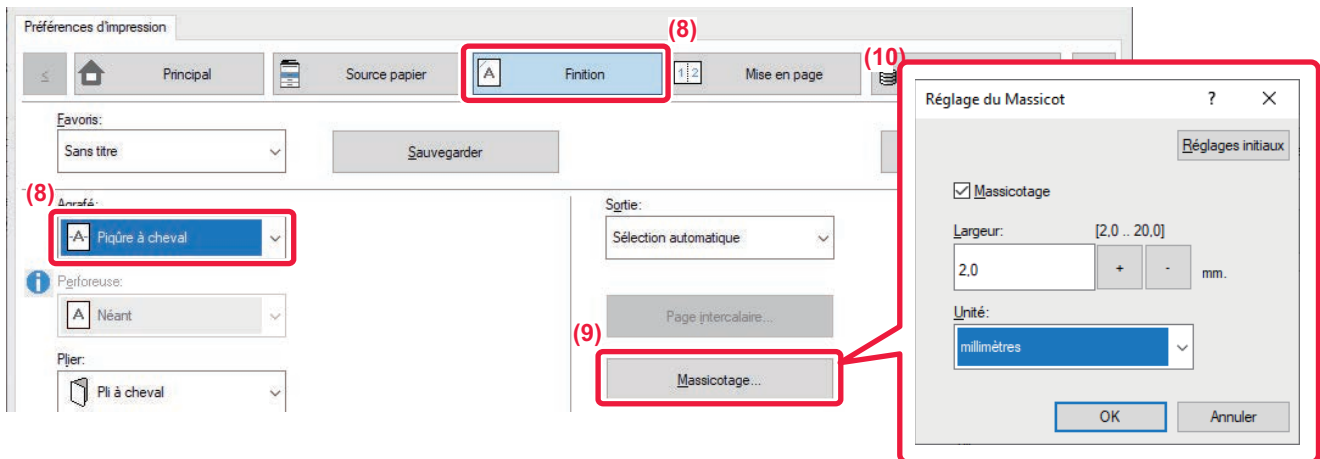 Préférences d'impression
(8)
(10)
≤
Principal
Source papier
A
Finition
1 2
Mise en page
Favoris:
Sans titre
Sauvegarder
(8)
Agrafé:
-A- Piqûre à cheval
Sortie:
Sélection automatique
i
Perforeuse:
A Néant
Page intercalaire...
(9)
Plier:
Pli à cheval
Massicotage...
Réglage du Massicot ? ×
Réglages initiaux
Massicotage
Largeur: [2,0 .. 20,0]
2,0 + - mm.
Unité:
millimètres
OK Annuler